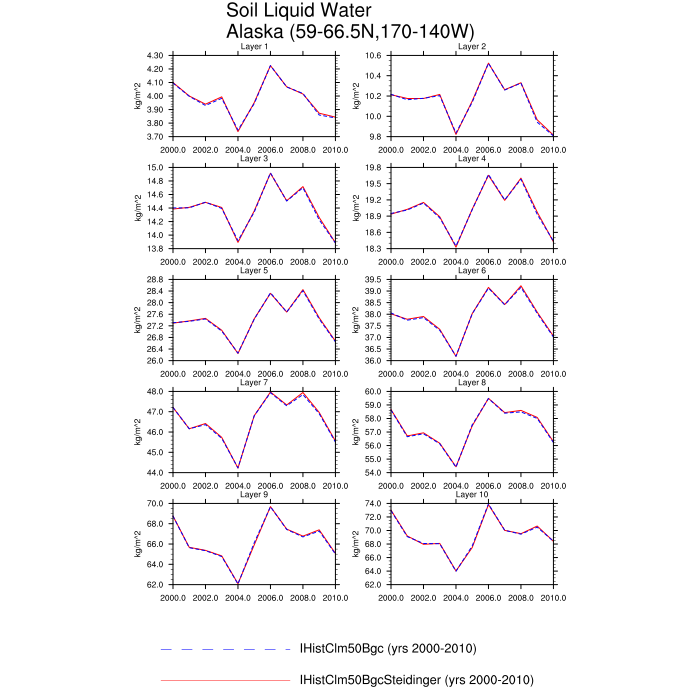 Soil Liquid Water
Alaska (59-66.5N,170-140W)
Layer 1
kg/m^2
4.30
4.20
4.10
4.00
3.90
3.80
3.70
2000.0 2002.0 2004.0 2006.0 2008.0 2010.0
Layer 2
kg/m^2
10.6
10.4
10.2
10.0
9.8
2000.0 2002.0 2004.0 2006.0 2008.0 2010.0
Layer 3
kg/m^2
15.0
14.8
14.6
14.4
14.2
14.0
13.8
2000.0 2002.0 2004.0 2006.0 2008.0 2010.0
Layer 4
kg/m^2
19.8
19.5
19.2
18.9
18.6
18.3
2000.0 2002.0 2004.0 2006.0 2008.0 2010.0
Layer 5
kg/m^2
28.8
28.4
28.0
27.6
27.2
26.8
26.4
26.0
2000.0 2002.0 2004.0 2006.0 2008.0 2010.0
Layer 6
kg/m^2
39.5
39.0
38.5
38.0
37.5
37.0
36.5
36.0
2000.0 2002.0 2004.0 2006.0 2008.0 2010.0
Layer 7
kg/m^2
48.0
47.0
46.0
45.0
44.0
2000.0 2002.0 2004.0 2006.0 2008.0 2010.0
Layer 8
kg/m^2
60.0
59.0
58.0
57.0
56.0
55.0
54.0
2000.0 2002.0 2004.0 2006.0 2008.0 2010.0
Layer 9
kg/m^2
70.0
68.0
66.0
64.0
62.0
2000.0 2002.0 2004.0 2006.0 2008.0 2010.0
Layer 10
kg/m^2
74.0
72.0
70.0
68.0
66.0
64.0
62.0
2000.0 2002.0 2004.0 2006.0 2008.0 2010.0
IHistClm50Bgc (yrs 2000-2010)
IHistClm50BgcSteidinger (yrs 2000-2010)